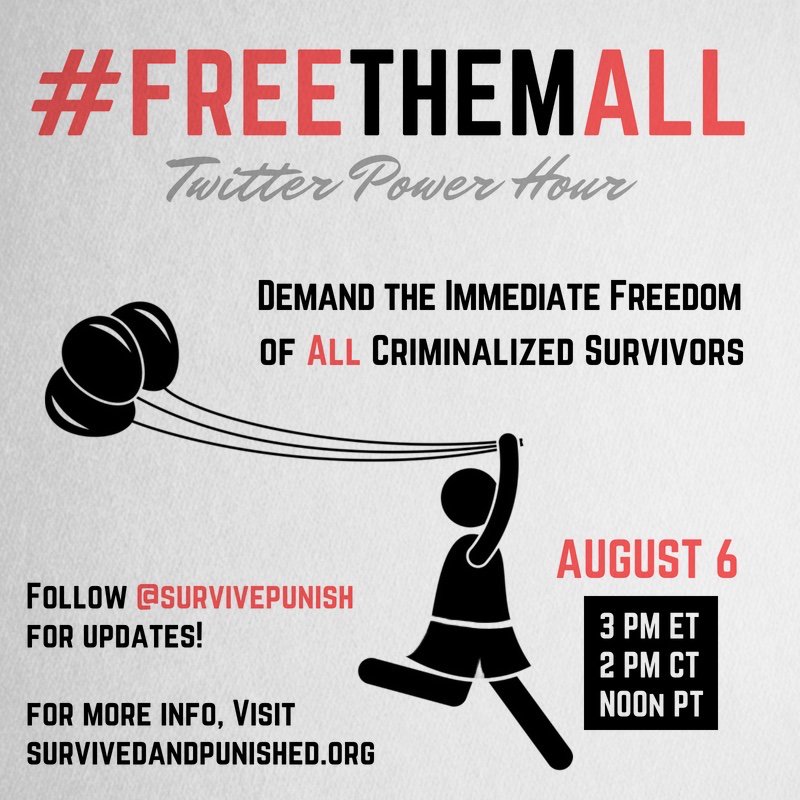 #FREETHEMALL
Twitter Power Hour
DEMAND THE IMMEDIATE FREEDOM
OF ALL CRIMINALIZED SURVIVORS
AUGUST 6
3 PM ET
2 PM CT
NOON PT
FOLLOW @SURVIVEPUNISH
FOR UPDATES!
FOR MORE INFO, VISIT
SURVIVEDANDPUNISHED.ORG